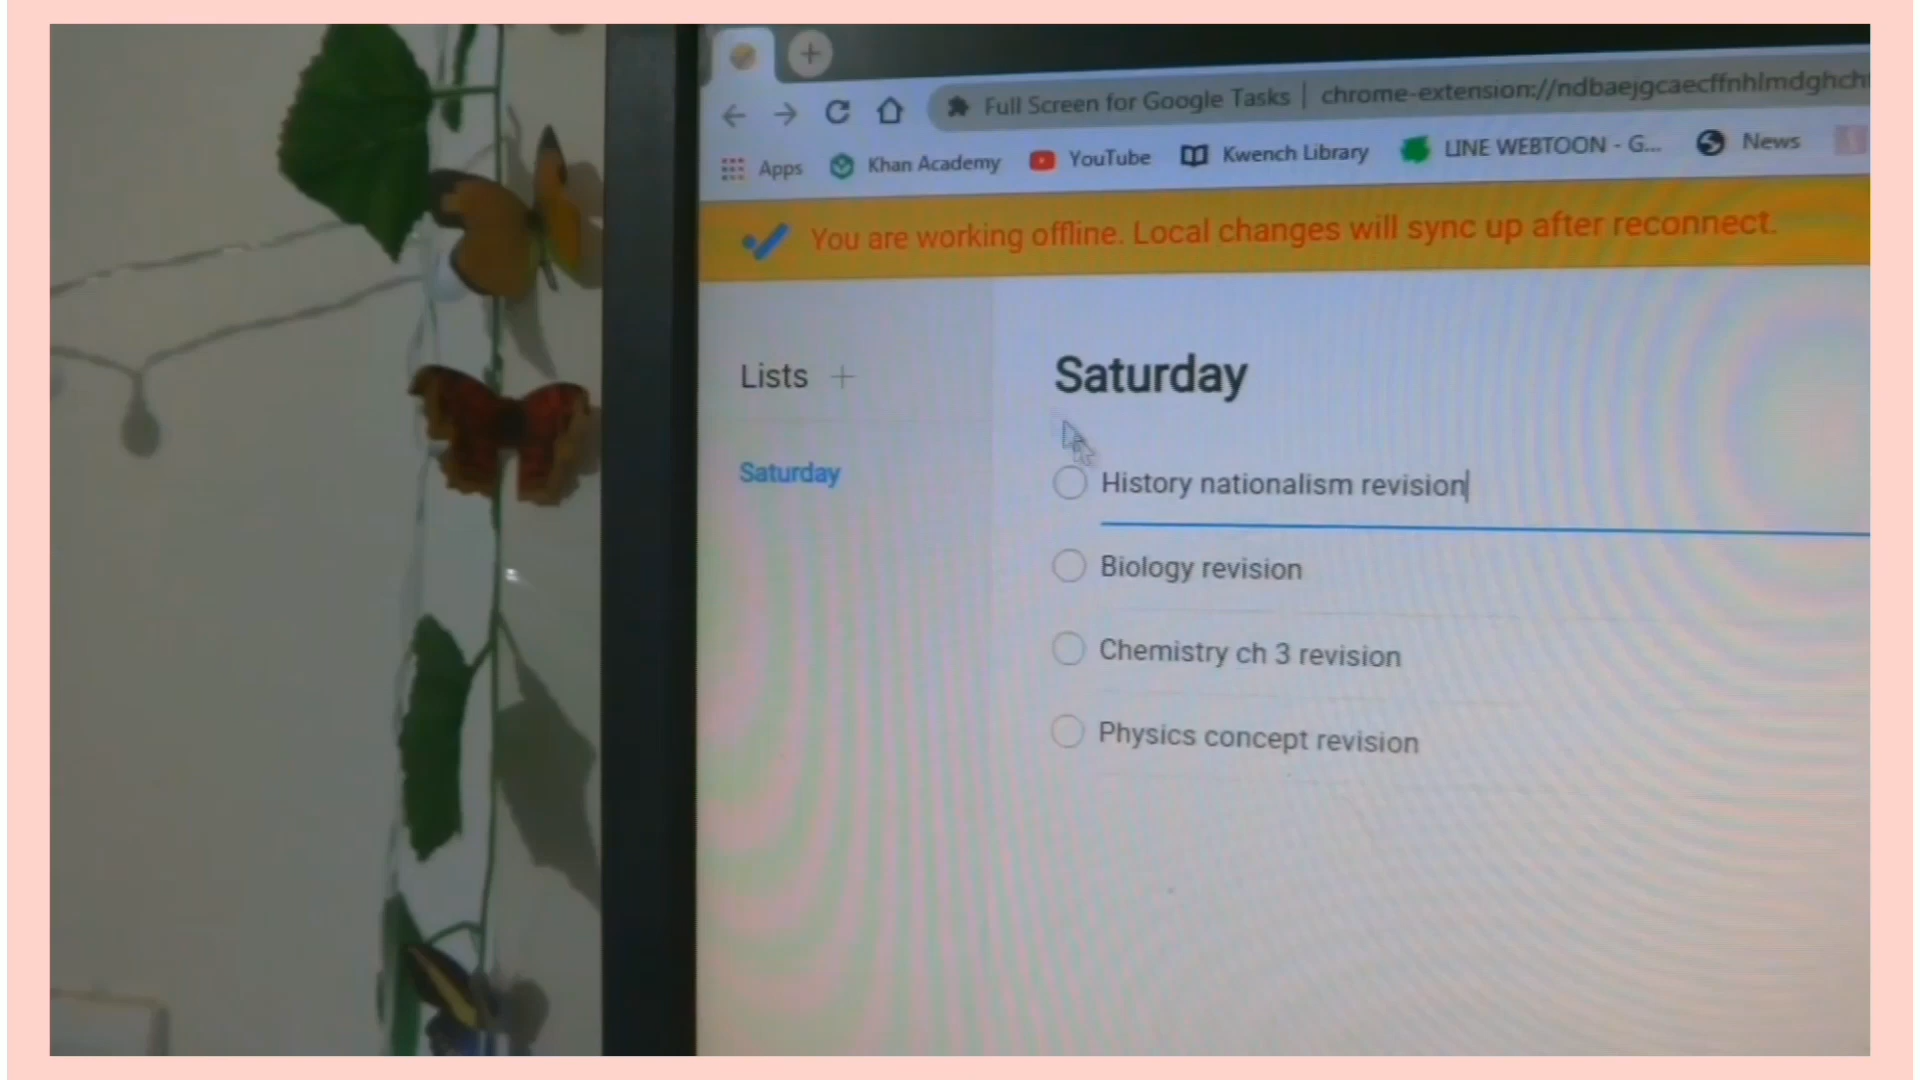 Full Screen for Google Tasks | chrome-extension://ndbaejgcaecffnhlmdghchf
Apps Khan Academy YouTube Kwench Library LINE WEBTOON - G... News
You are working offline. Local changes will sync up after reconnect.
Lists +
Saturday
Saturday
History nationalism revision
Biology revision
Chemistry ch 3 revision
Physics concept revision